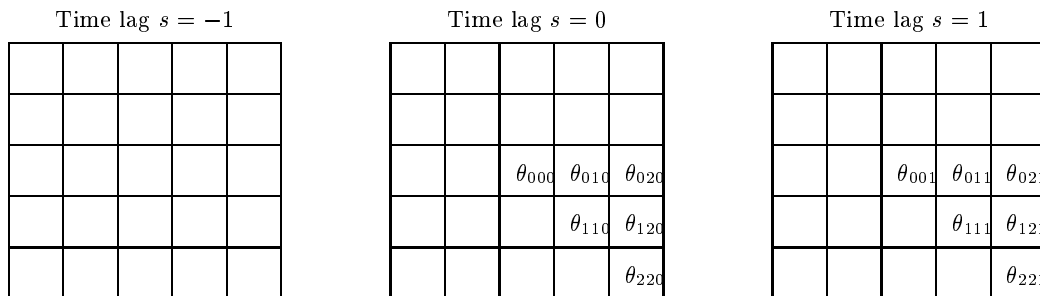 Time lag s = −1 Time lag s = 0 Time lag s = 1
θ₀₀₀ θ₀₁₀ θ₀₂₀ θ₀₀₁ θ₀₁₁ θ₀₂₁
θ₁₁₀ θ₁₂₀ θ₁₁₁ θ₁₂₁
θ₂₂₀ θ₂₂₁